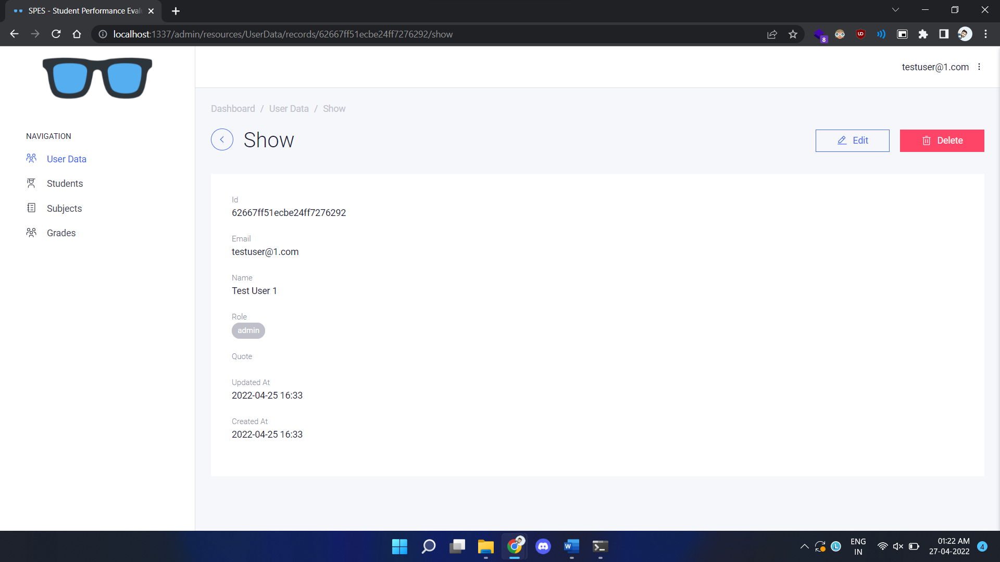 SPES - Student Performance Eval
localhost:1337/admin/resources/UserData/records/62667ff51ecbe24ff7276292/show
8
testuser@1.com
Dashboard / User Data / Show
Show
Edit
Delete
NAVIGATION
User Data
Students
Subjects
Grades
Id
62667ff51ecbe24ff7276292
Email
testuser@1.com
Name
Test User 1
Role
admin
Quote
Updated At
2022-04-25 16:33
Created At
2022-04-25 16:33
W
L
ENG
IN
01:22 AM
27-04-2022
4